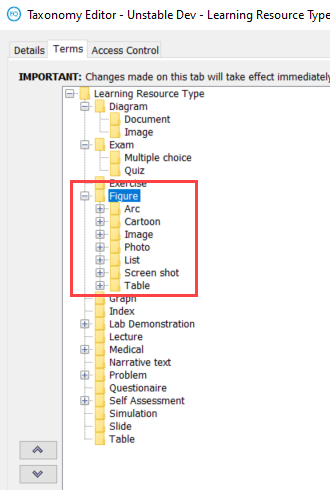 Taxonomy Editor - Unstable Dev - Learning Resource Type
Details Terms Access Control
IMPORTANT: Changes made on this tab will take effect immediately
Learning Resource Type
Diagram
Document
Image
Exam
Multiple choice
Quiz
Exercise
Figure
Arc
Cartoon
Image
Photo
List
Screen shot
Table
Graph
Index
Lab Demonstration
Lecture
Medical
Narrative text
Problem
Questionaire
Self Assessment
Simulation
Slide
Table